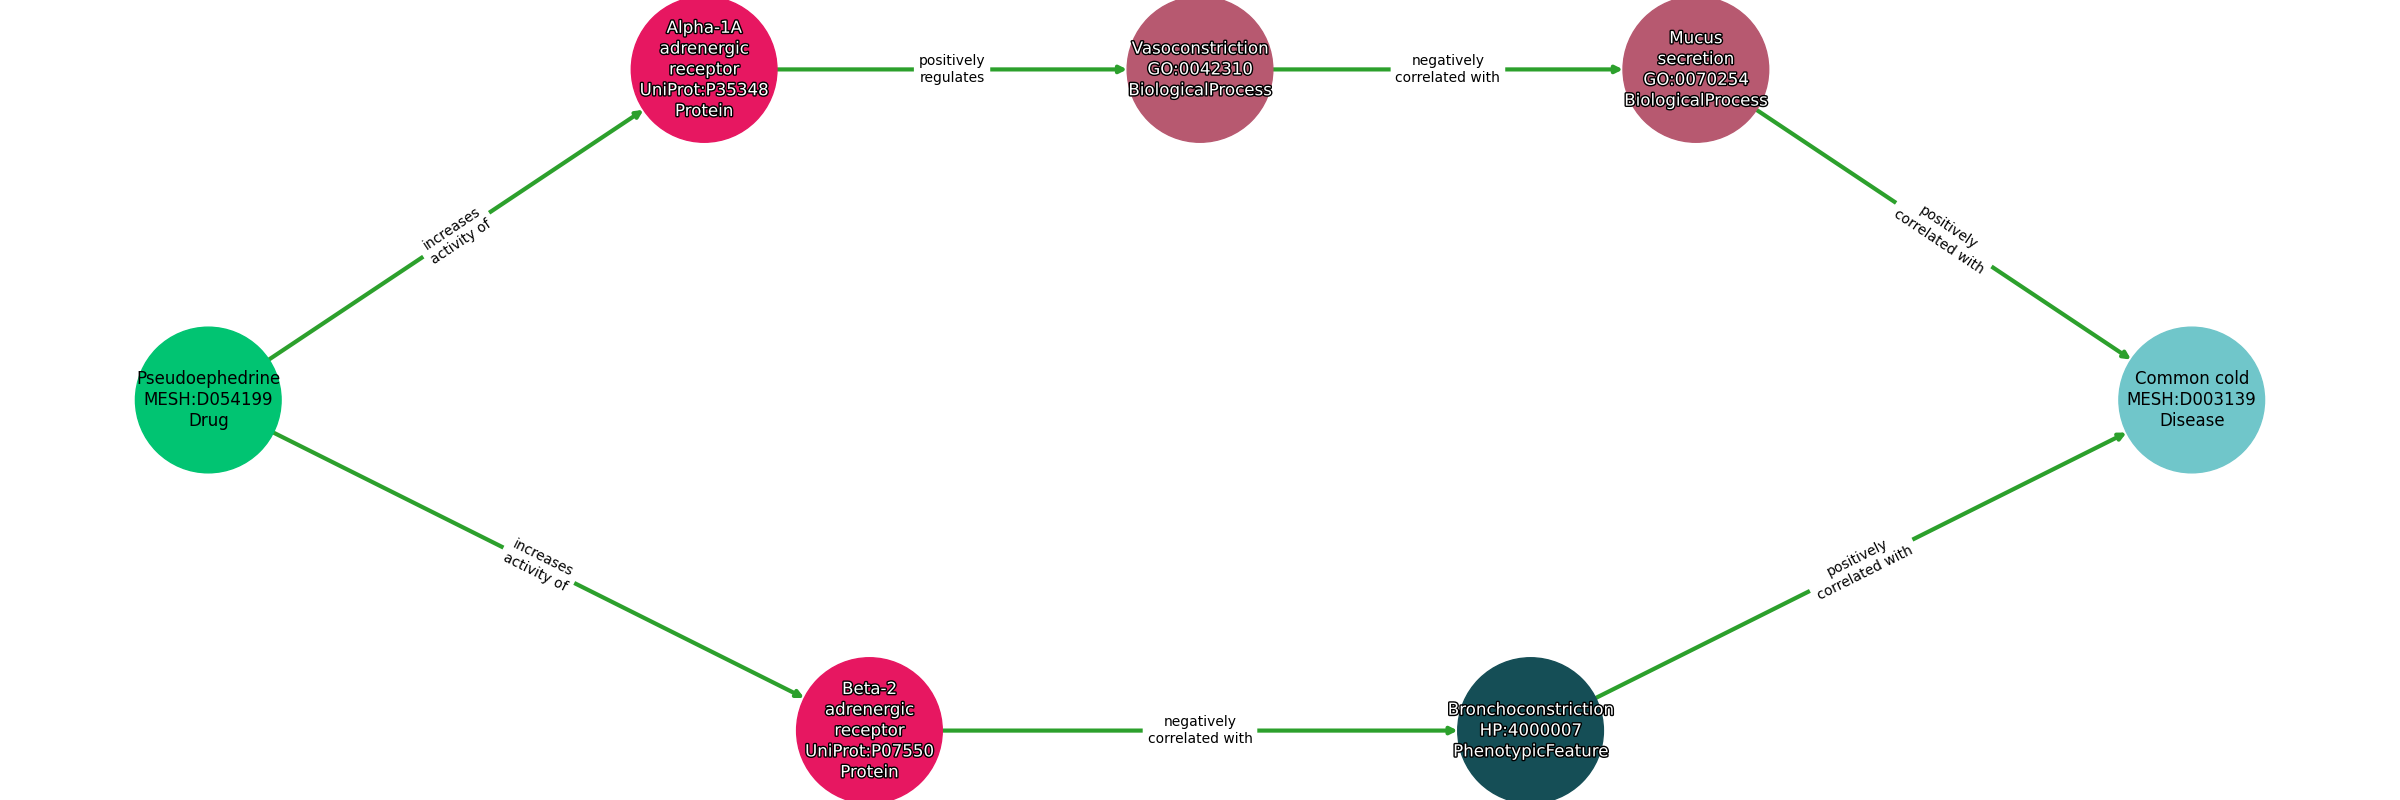 Alpha-1A
adrenergic
receptor
UniProt:P35348
Protein
positively
regulates
Vasoconstriction
GO:0042310
BiologicalProcess
negatively
correlated with
Mucus
secretion
GO:0070254
BiologicalProcess
increases
activity of
positively
correlated with
Pseudoephedrine
MESH:D054199
Drug
Common cold
MESH:D003139
Disease
increases
activity of
positively
correlated with
Beta-2
adrenergic
receptor
UniProt:P07550
Protein
negatively
correlated with
Bronchoconstriction
HP:4000007
PhenotypicFeature